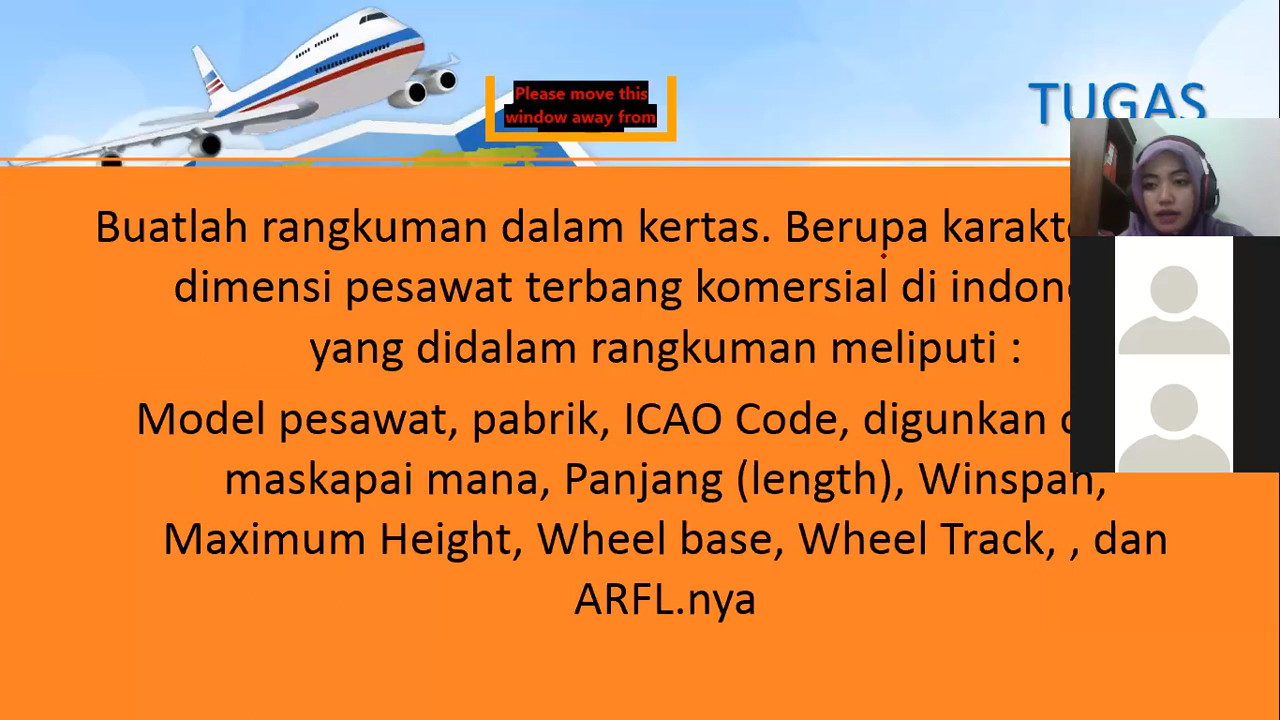 Please move this
window away from
TUGAS
Buatlah rangkuman dalam kertas. Berupa
dimensi pesawat terbang komersial di
yang didalam rangkuman meliputi :
Model pesawat, pabrik, ICAO Code, digunkan
maskapai mana, Panjang (length), Winspan,
Maximum Height, Wheel base, Wheel Track, , dan
ARFL.nya